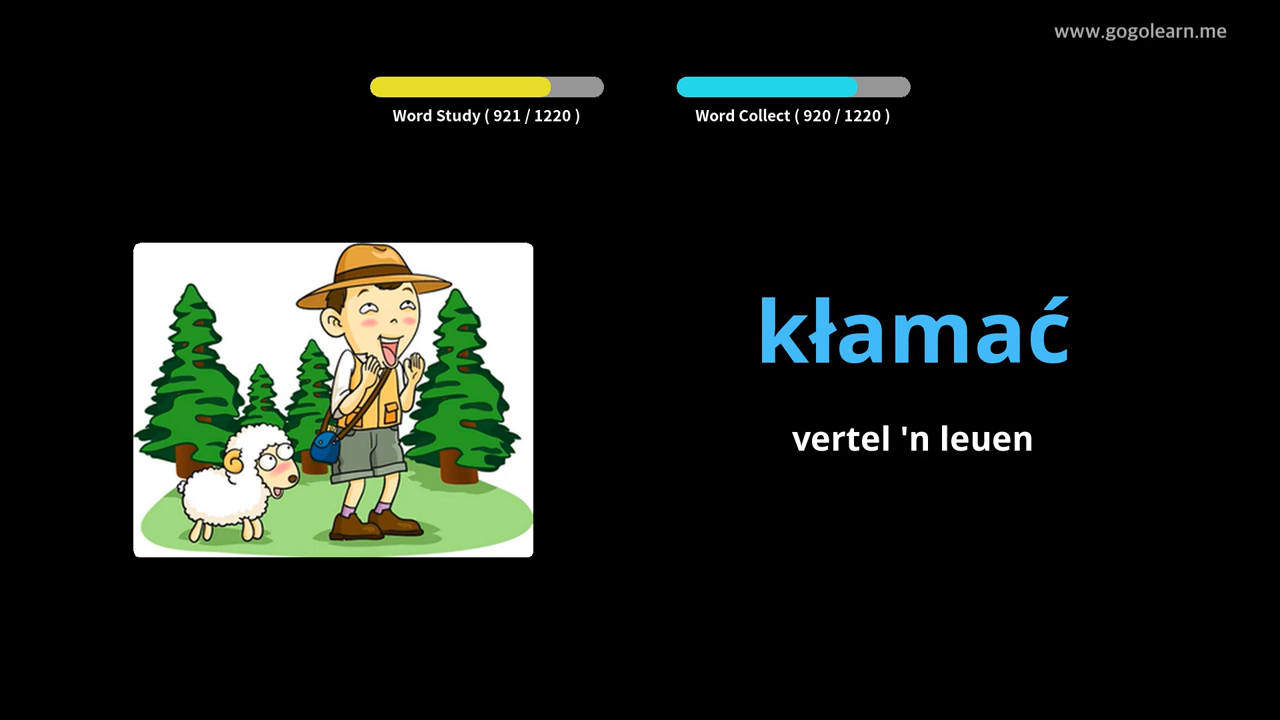 www.gogolearn.me
Word Study ( 921 / 1220 )
Word Collect ( 920 / 1220 )
kłamać
vertel 'n leuen